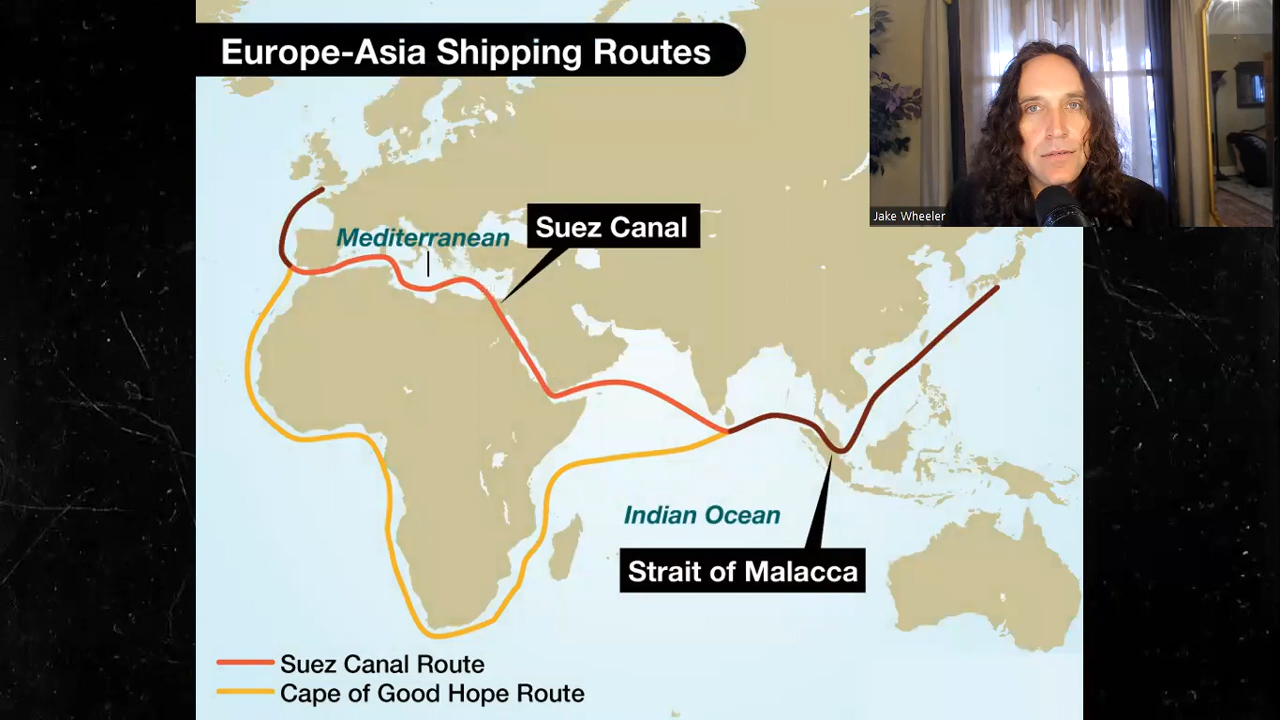 Europe-Asia Shipping Routes
Jake Wheeler
Suez Canal
Mediterranean
Indian Ocean
Strait of Malacca
Suez Canal Route
Cape of Good Hope Route